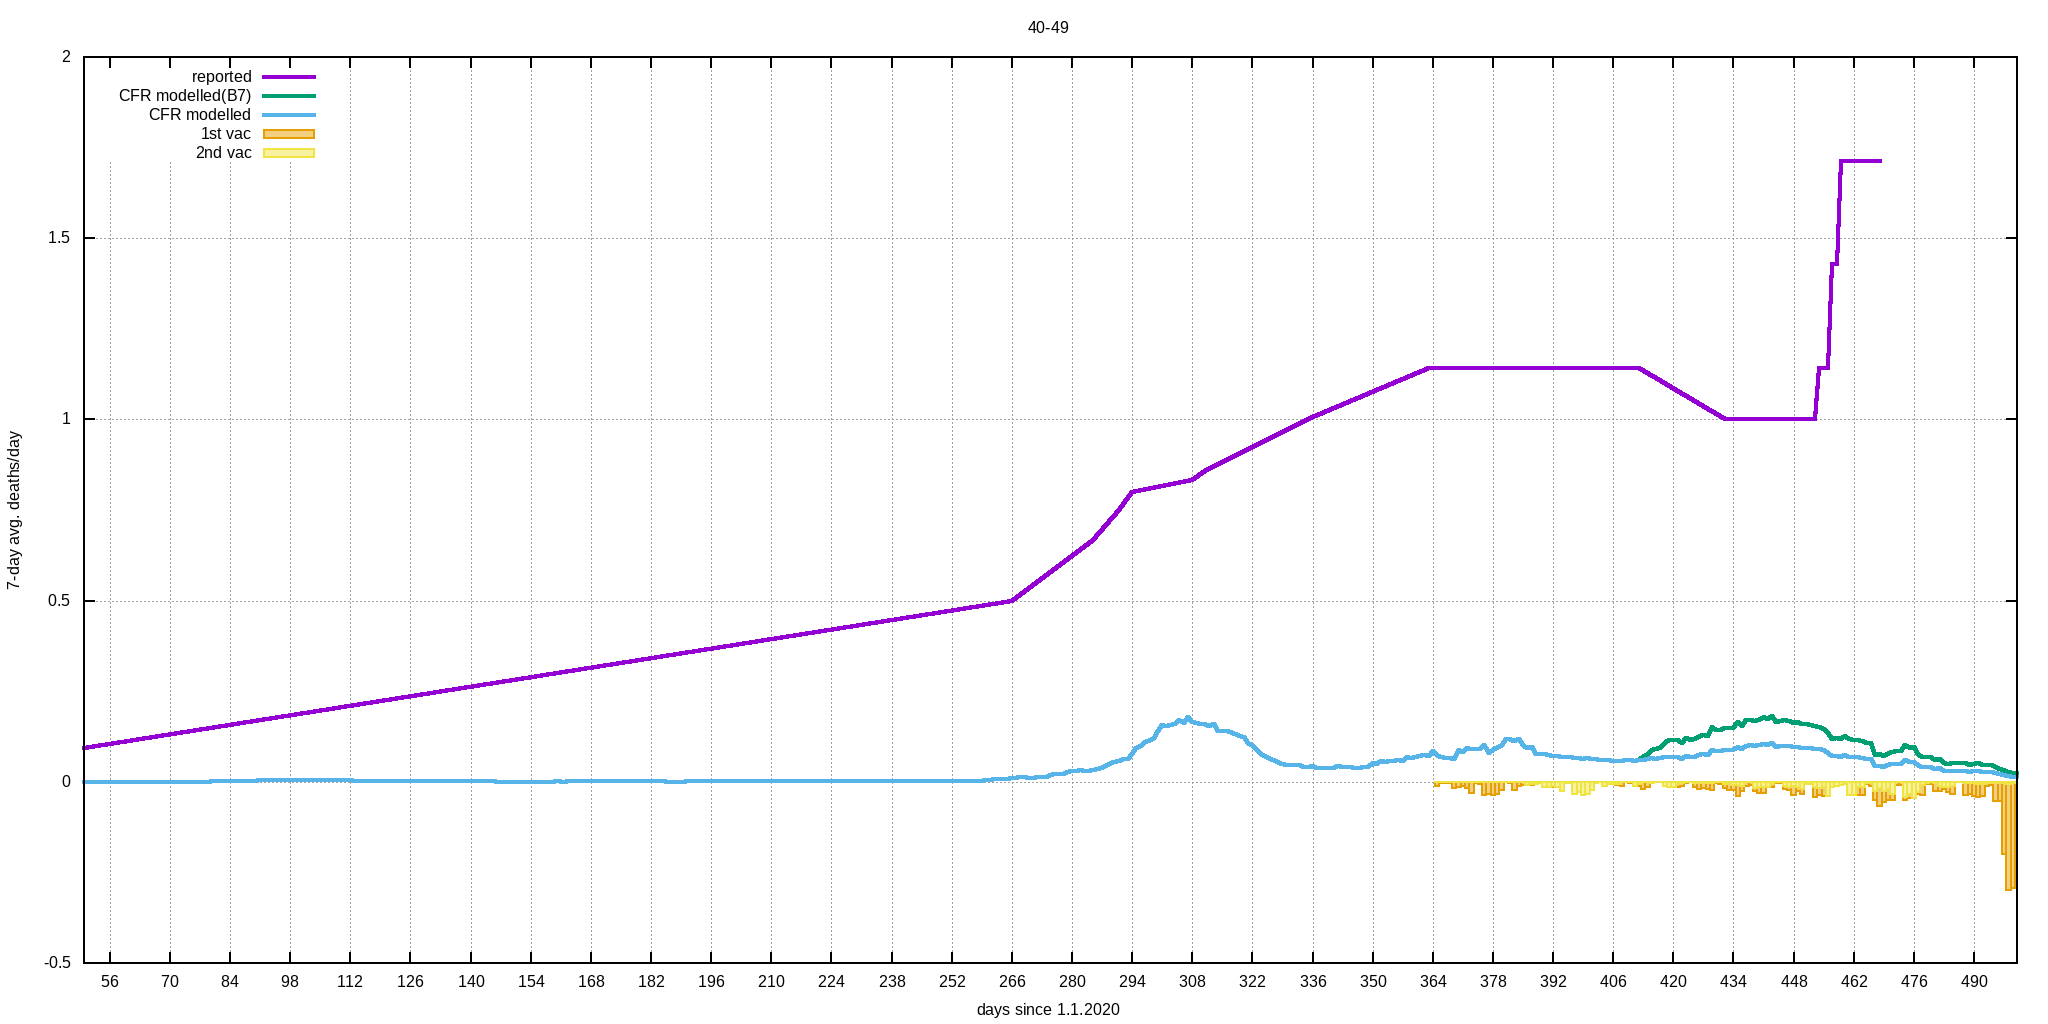 40-49
2
reported
CFR modelled(B7)
CFR modelled
1st vac
2nd vac
1.5
1
7-day avg. deaths/day
0.5
0
-0.5
56 70 84 98 112 126 140 154 168 182 196 210 224 238 252 266 280 294 308 322 336 350 364 378 392 406 420 434 448 462 476 490
days since 1.1.2020